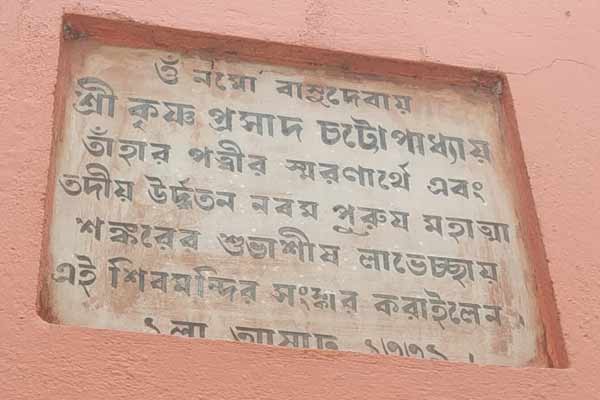 ওঁ নমো বাসুদেবায়
শ্রী কৃষ্ণ প্রসাদ চট্টোপাধ্যায়
তাঁহার পত্নীর স্মরণার্থে এবং
তদীয় উর্দ্ধতন নবম পুরুষ মহাত্মা
শঙ্করের শুভাশীষ লাভেচ্ছায়
এই শিবমন্দির সংস্কার করাইলেন।
১লা আষাঢ়